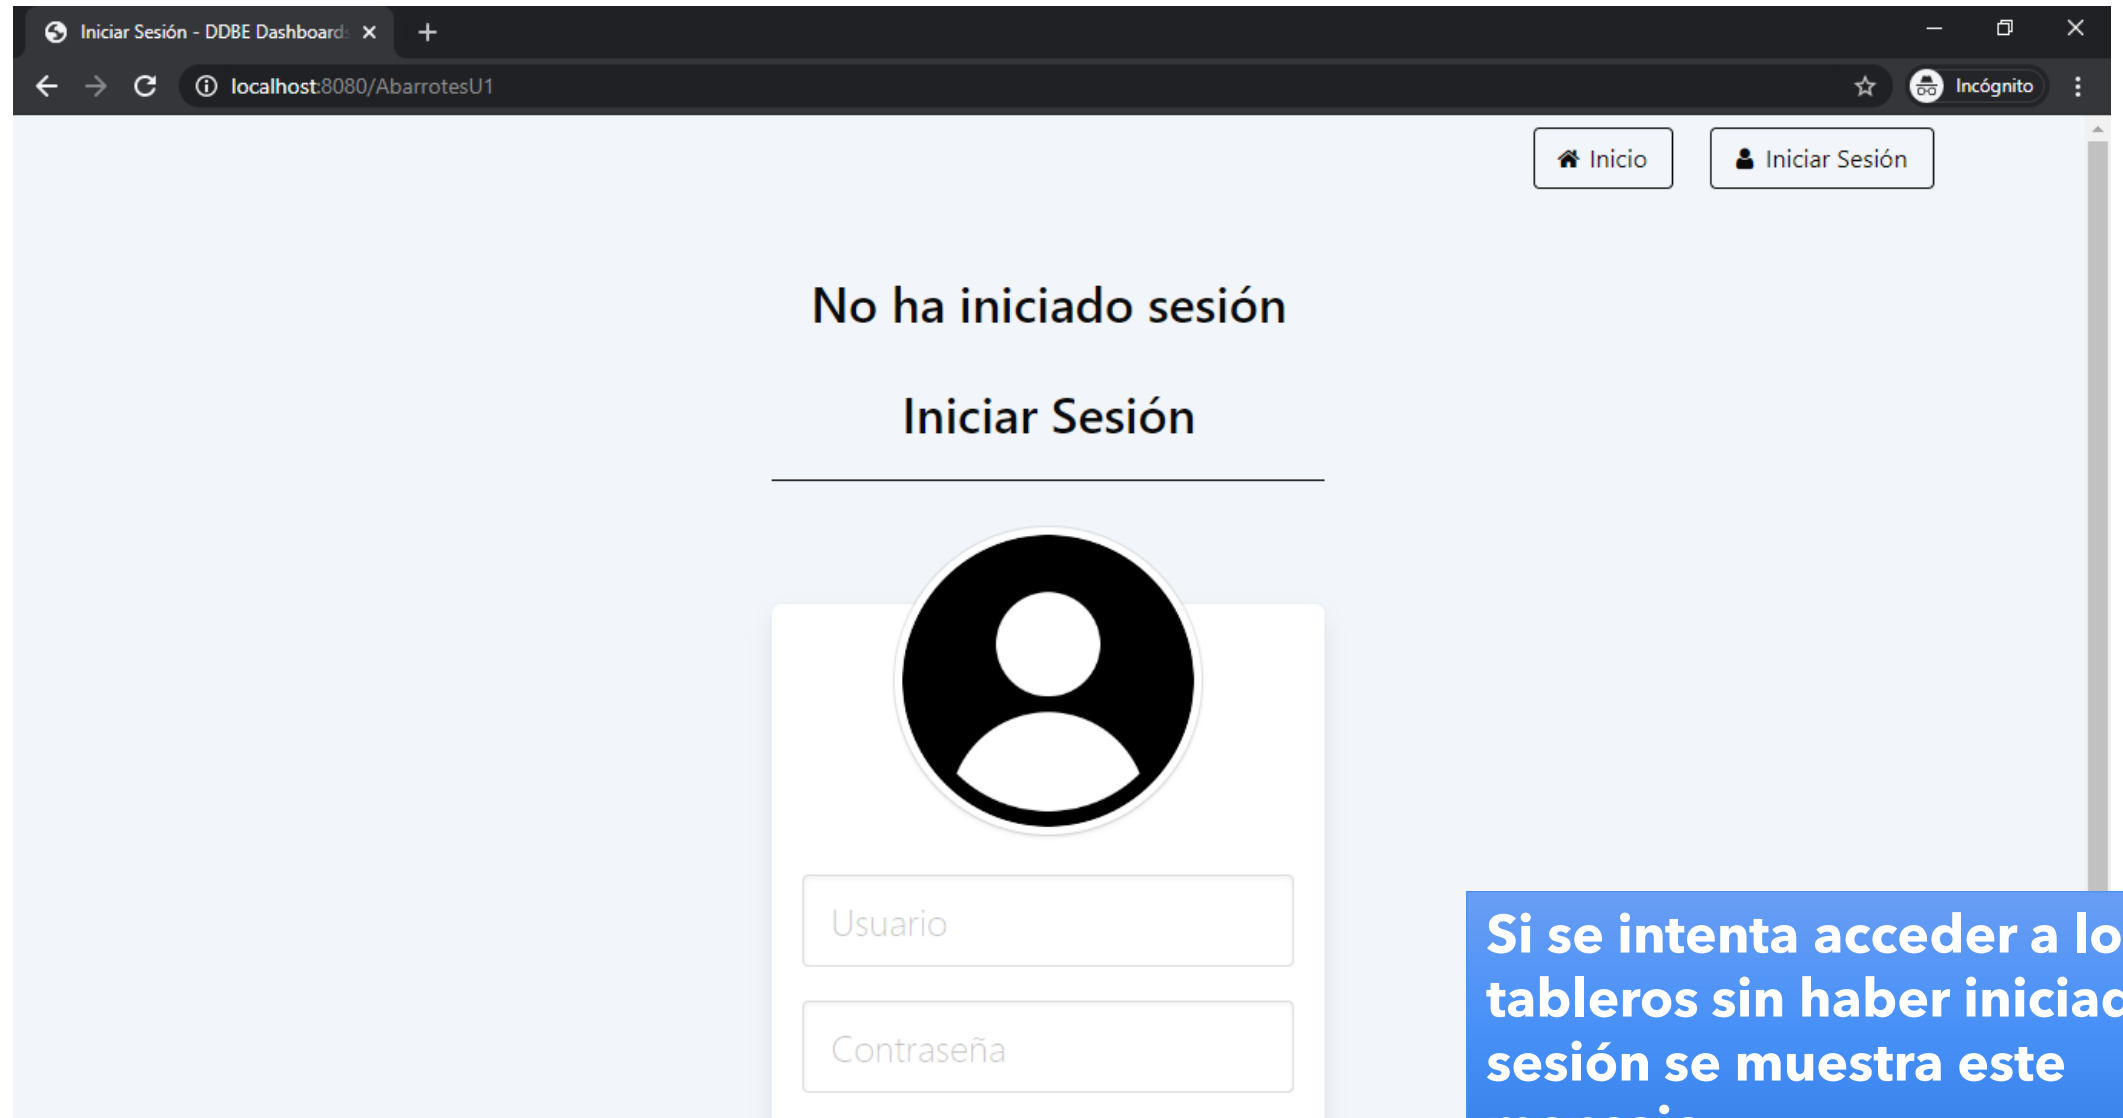 Iniciar Sesión - DDBE Dashboards
localhost:8080/AbarrotesU1
Incógnito
Inicio
Iniciar Sesión
No ha iniciado sesión
Iniciar Sesión
Usuario
Contraseña
Si se intenta acceder a lo
tableros sin haber iniciad
sesión se muestra este